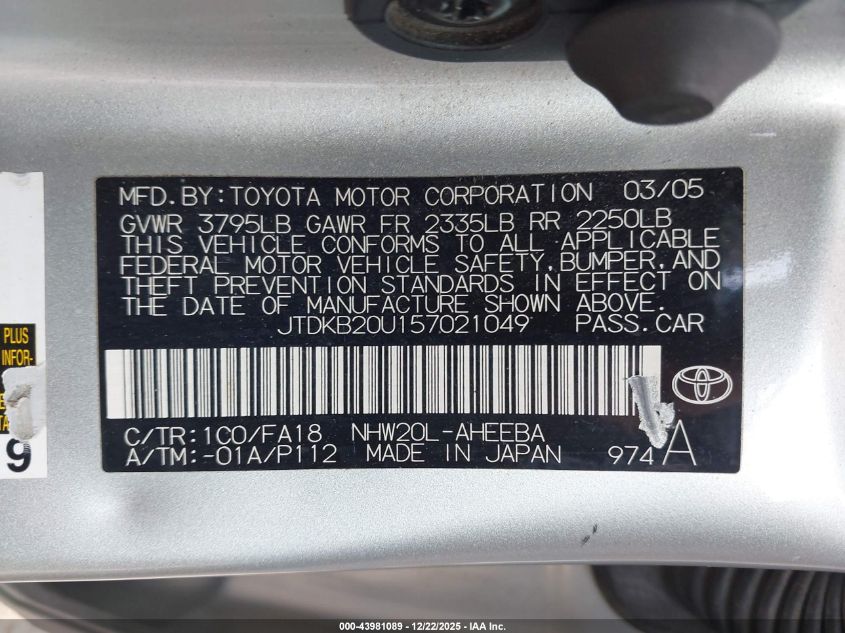 MFD.BY:TOYOTA MOTOR CORPORATION 03/05
GVWR 3795LB GAWR FR 2335LB RR 2250LB
THIS VEHICLE CONFORMS TO ALL APPLICABLE
FEDERAL MOTOR VEHICLE SAFETY,BUMPER,AND
THEFT PREVENTION STANDARDS IN EFFECT ON
THE DATE OF MANUFACTURE SHOWN ABOVE.
JTDKB20U157021049 PASS.CAR
C/TR:1C0/FA18 NHW20L-AHEEBA
A/TM:-01A/P112 MADE IN JAPAN 974 A
PLUS
INFOR-
9
000-43981089 - 12/22/2025 - IAA Inc.